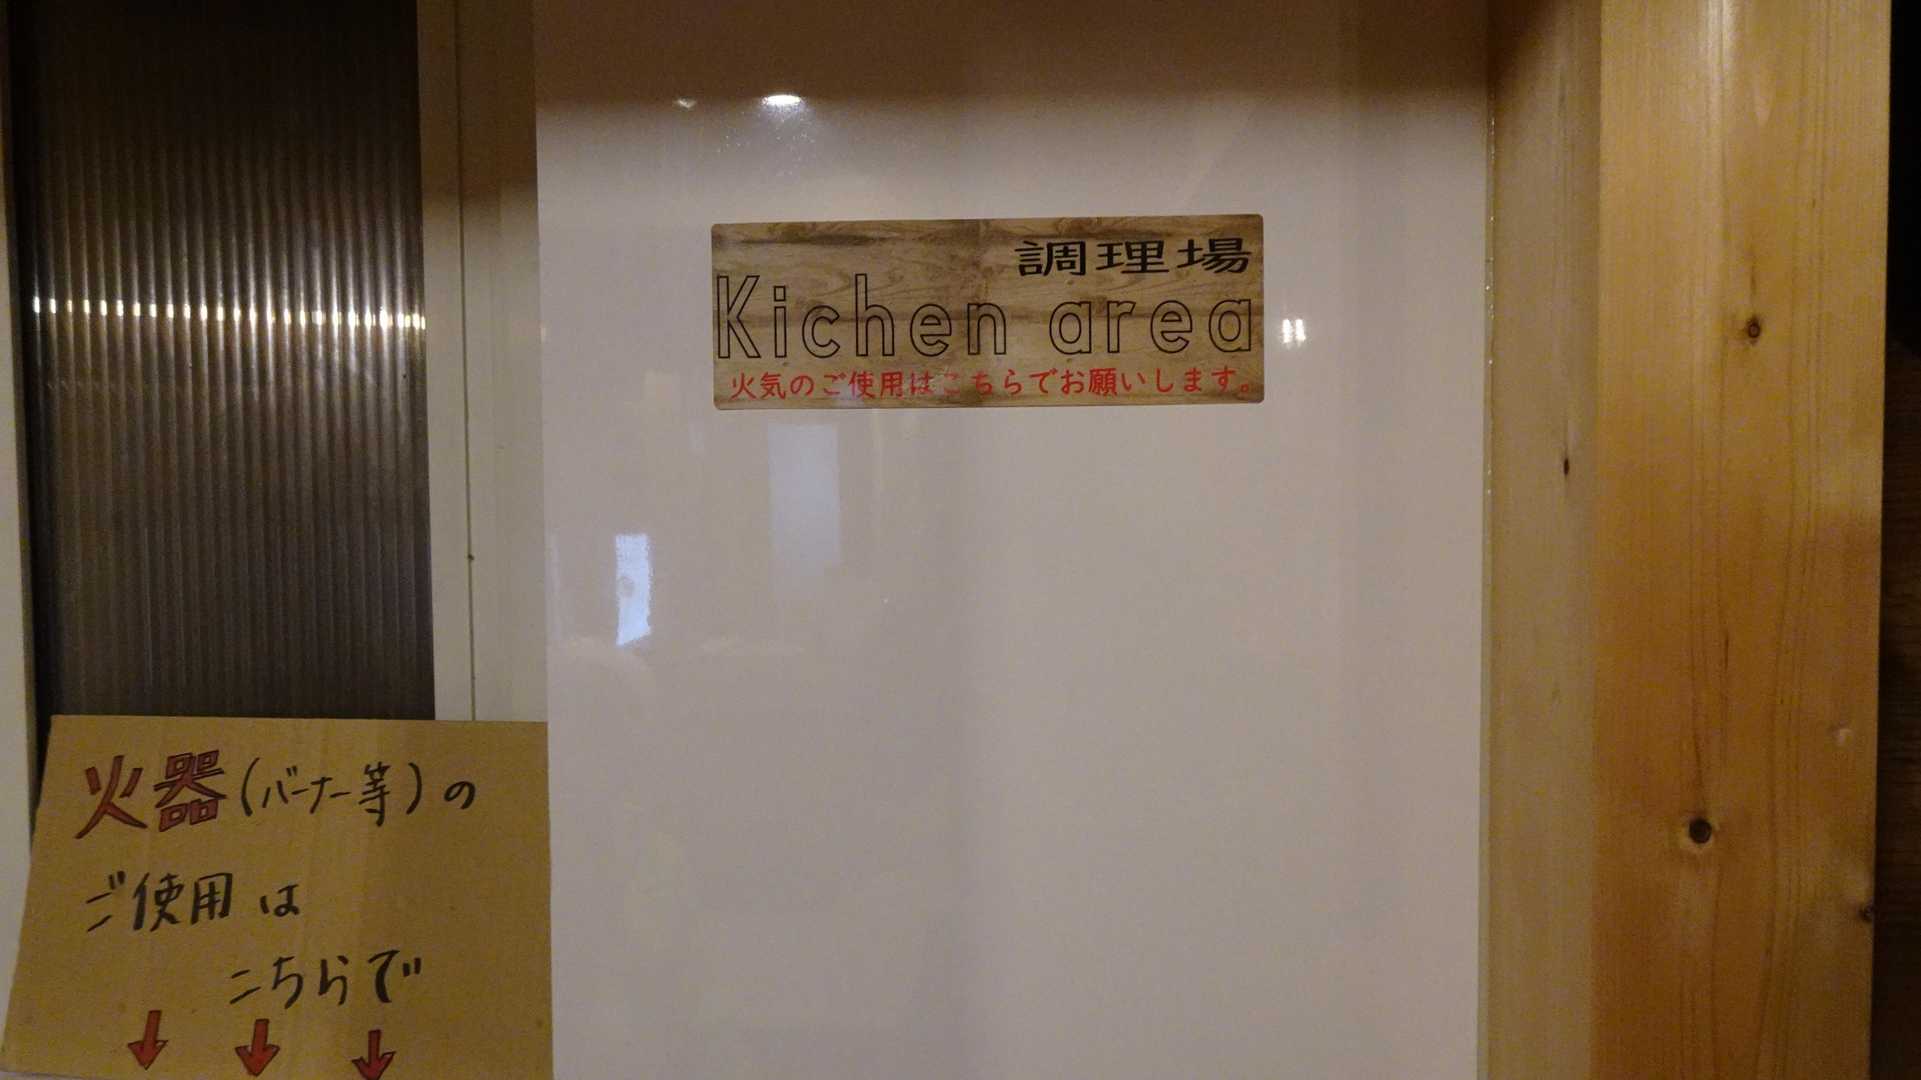 調理場
Kichen area
火気のご使用はこちらでお願いします。
火器(バーナー等)の
ご使用は
こちらで
↓ ↓ ↓